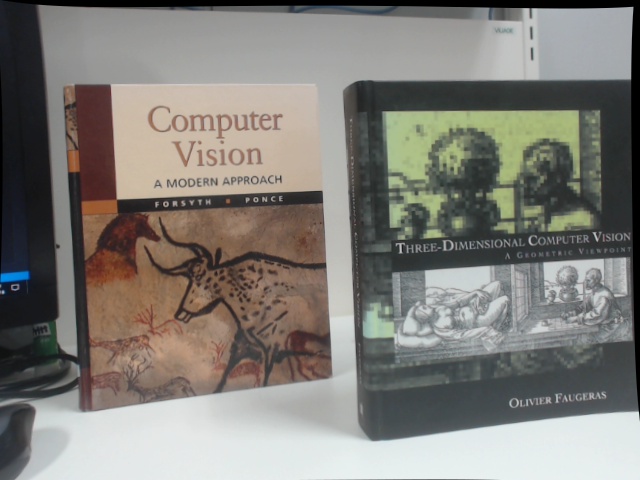 Computer
Vision
A MODERN APPROACH
FORSYTH ▪ PONCE
THREE-DIMENSIONAL COMPUTER VISION
A GEOMETRIC VIEWPOINT
OLIVIER FAUGERAS